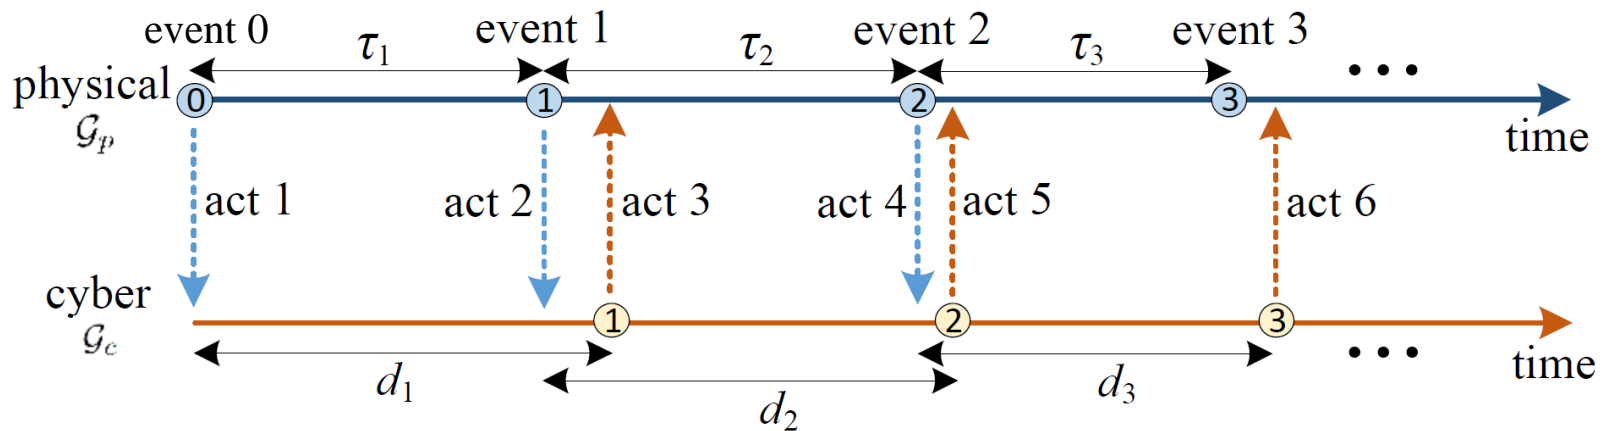 event 0
τ1
event 1
τ2
event 2
τ3
event 3
...
physical
0
1
2
3
𝒢p
time
act 1
act 2
act 3
act 4
act 5
act 6
cyber
1
2
3
𝒢c
...
time
d1
d2
d3